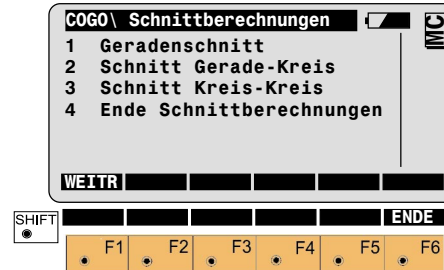 COGO\ Schnittberechnungen MC
1 Geradenschnitt
2 Schnitt Gerade-Kreis
3 Schnitt Kreis-Kreis
4 Ende Schnittberechnungen
WEITR
SHIFT ENDE
F1 F2 F3 F4 F5 F6